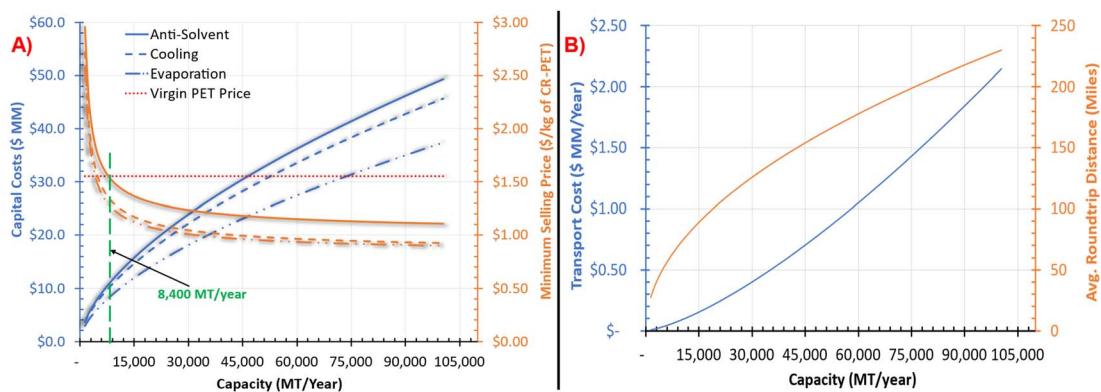 A)
Capital Costs ($ MM)
$60.0
$50.0
$40.0
$30.0
$20.0
$10.0
$0.0
Anti-Solvent
Cooling
Evaporation
Virgin PET Price
8,400 MT/year
$3.00
$2.50
$2.00
$1.50
$1.00
$0.50
$0.00
Minimum Selling Price ($/kg of CR-PET)
- 15,000 30,000 45,000 60,000 75,000 90,000 105,000
Capacity (MT/Year)
B)
Transport Cost ($ MM/Year)
$2.50
$2.00
$1.50
$1.00
$0.50
$-
250
200
150
100
50
0
Avg. Roundtrip Distance (Miles)
- 15,000 30,000 45,000 60,000 75,000 90,000 105,000
Capacity (MT/Year)